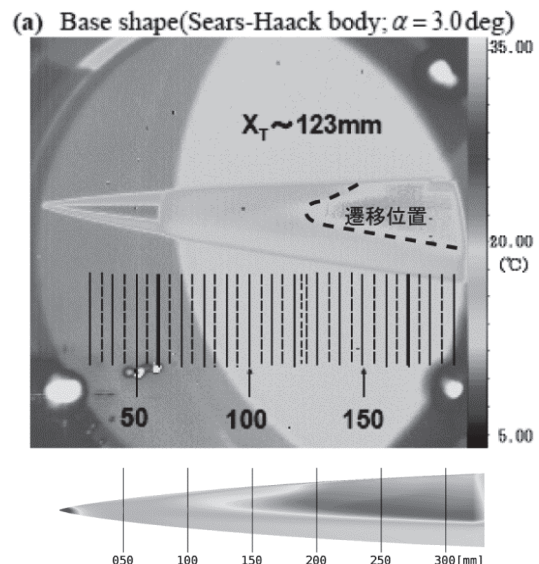 (a) Base shape(Sears-Haack body; α = 3.0 deg)
35.00
X_T~123mm
遷移位置
20.00
(℃)
50 100 150
5.00
050 100 150 200 250 300[mm]